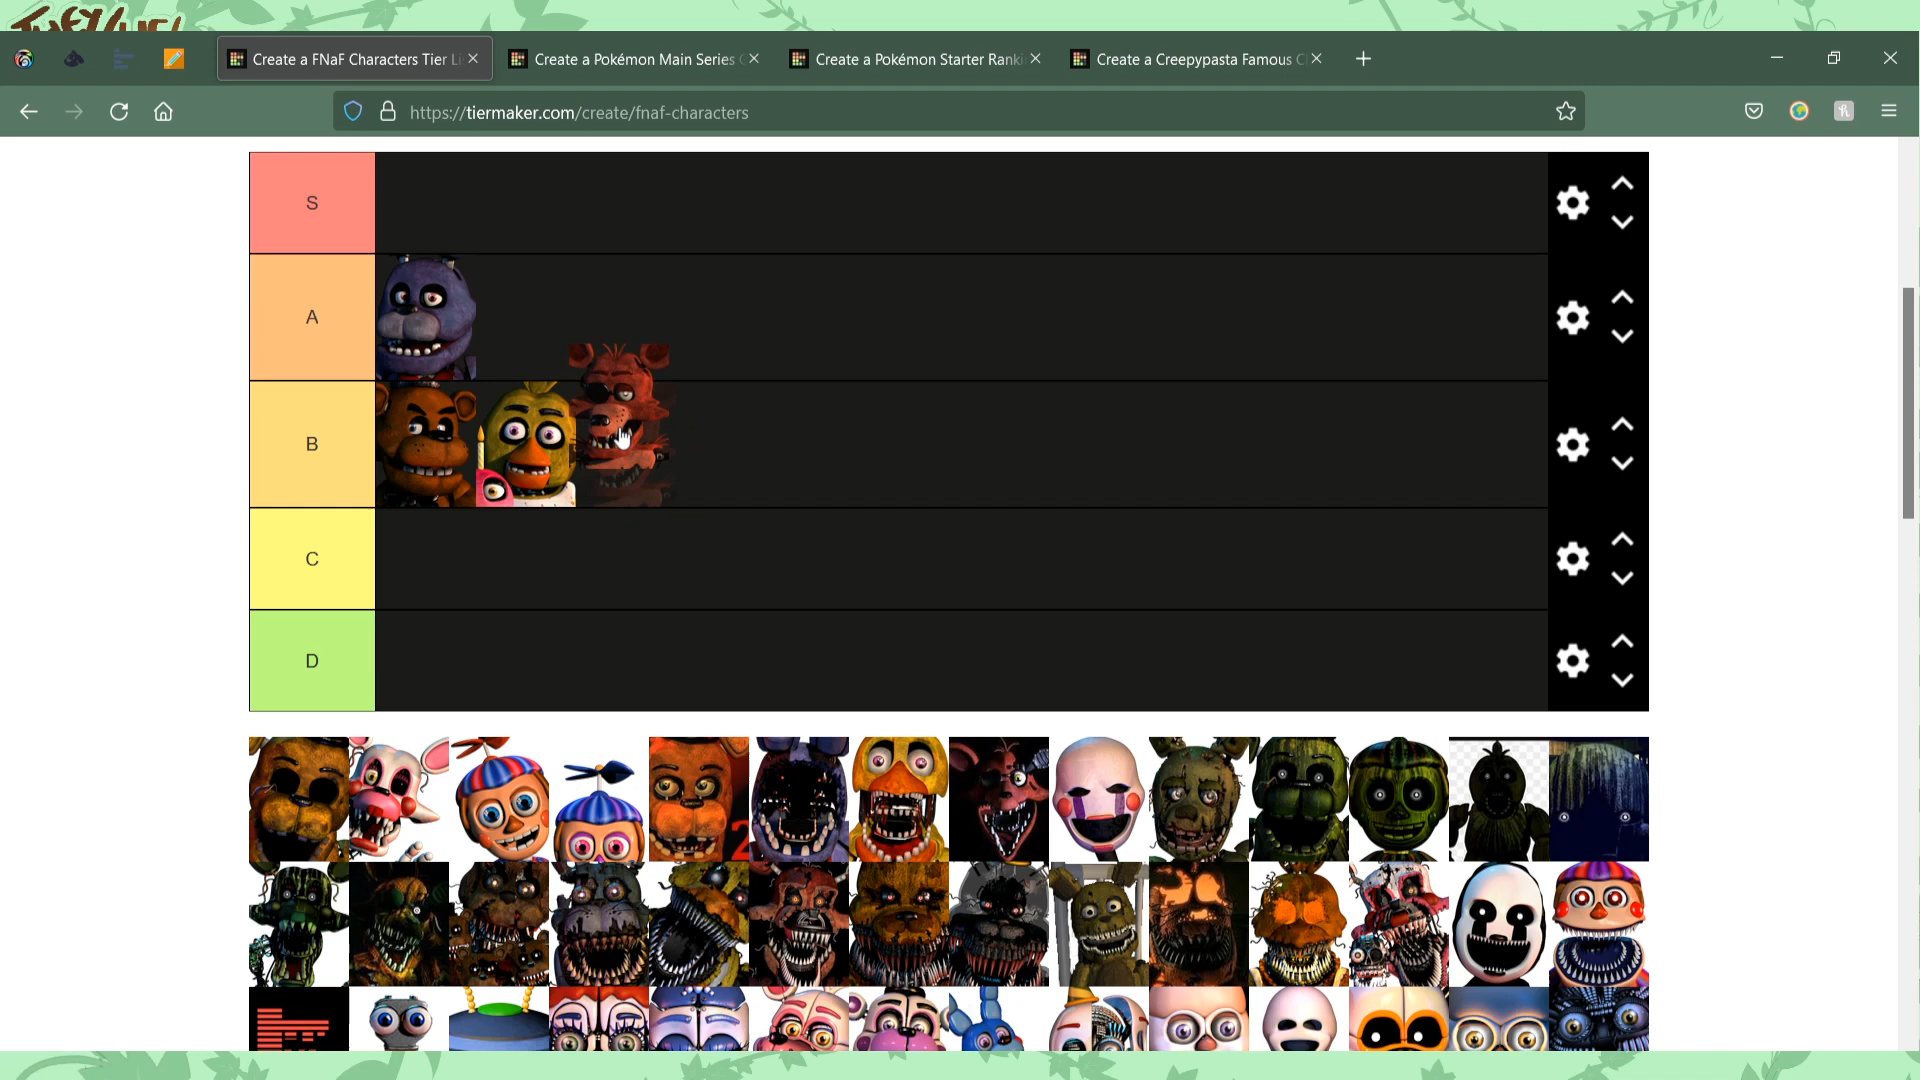 Create a FNaF Characters Tier Li
Create a Pokémon Main Series
Create a Pokémon Starter Ranki
Create a Creepypasta Famous C
https://tiermaker.com/create/fnaf-characters
S
A
B
C
D
2